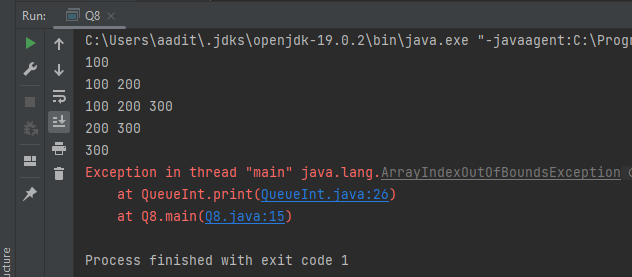 Run: Q8
C:\Users\aadit\.jdks\openjdk-19.0.2\bin\java.exe "-javaagent:C:\Prog
100
100 200
100 200 300
200 300
300
Exception in thread "main" java.lang.ArrayIndexOutOfBoundsException
at QueueInt.print(QueueInt.java:26)
at Q8.main(Q8.java:15)
Process finished with exit code 1
ucture